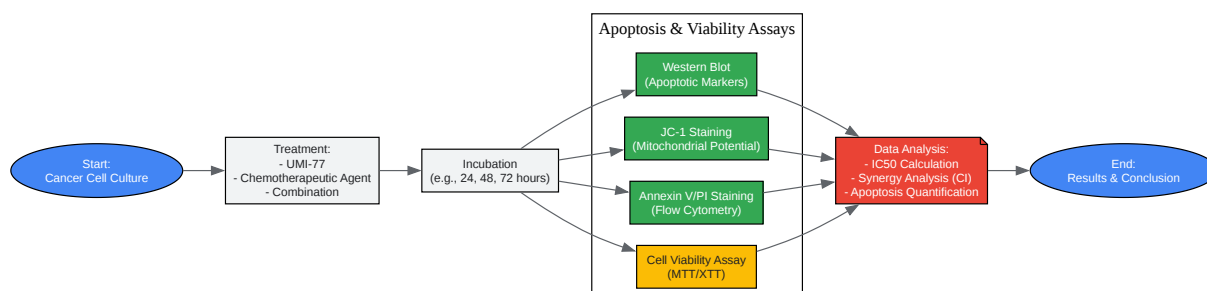 Start:
Cancer Cell Culture
Treatment:
- UMI-77
- Chemotherapeutic Agent
- Combination
Incubation
(e.g., 24, 48, 72 hours)
Apoptosis & Viability Assays
Western Blot
(Apoptotic Markers)
JC-1 Staining
(Mitochondrial Potential)
Annexin V/PI Staining
(Flow Cytometry)
Cell Viability Assay
(MTT/XTT)
Data Analysis:
- IC50 Calculation
- Synergy Analysis (CI)
- Apoptosis Quantification
End:
Results & Conclusion